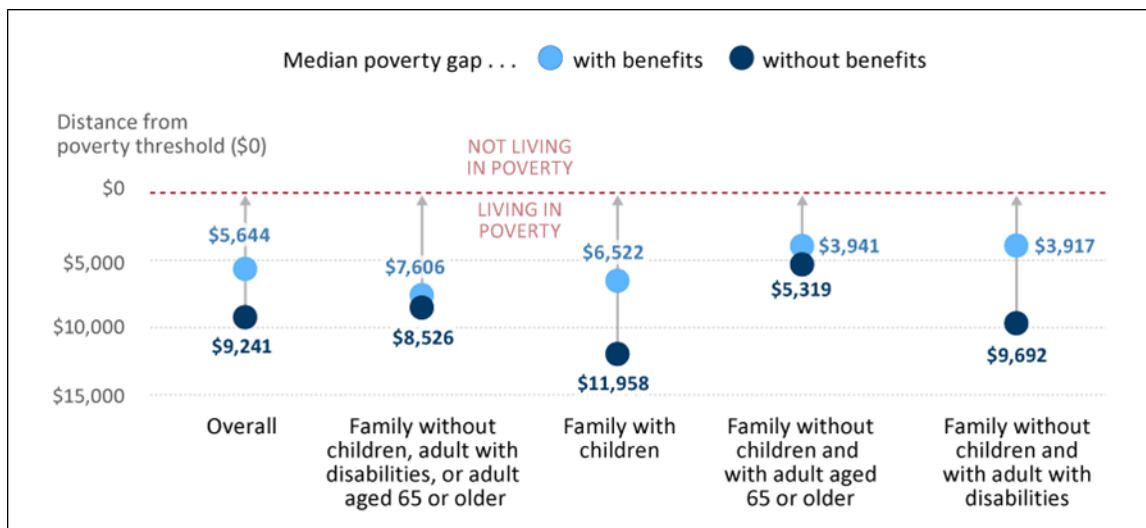 Median poverty gap . . . with benefits without benefits
Distance from
poverty threshold ($0)
NOT LIVING
IN POVERTY
$0
LIVING IN
POVERTY
$5,644
$7,606
$6,522
$3,941
$3,917
$5,000
$5,319
$10,000
$9,241
$8,526
$11,958
$9,692
$15,000
Overall
Family without
children, adult with
disabilities, or adult
aged 65 or older
Family with
children
Family without
children and
with adult aged
65 or older
Family without
children and
with adult with
disabilities